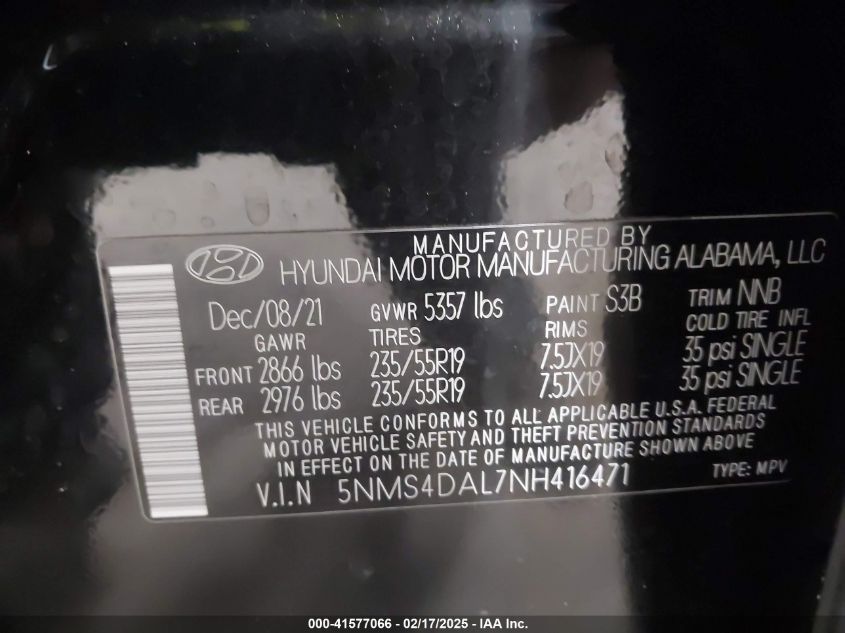 MANUFACTURED BY
HYUNDAI MOTOR MANUFACTURING ALABAMA, LLC
Dec/08/21 GVWR 5357 lbs PAINT S3B TRIM NNB
GAWR TIRES RIMS COLD TIRE INFL
FRONT 2866 lbs 235/55R19 7.5JX19 35 psi SINGLE
REAR 2976 lbs 235/55R19 7.5JX19 35 psi SINGLE
THIS VEHICLE CONFORMS TO ALL APPLICABLE U.S.A. FEDERAL
MOTOR VEHICLE SAFETY AND THEFT PREVENTION STANDARDS
IN EFFECT ON THE DATE OF MANUFACTURE SHOWN ABOVE
V.I.N 5NMS4DAL7NH416471 TYPE: MPV
000-41577066 - 02/17/2025 - IAA Inc.